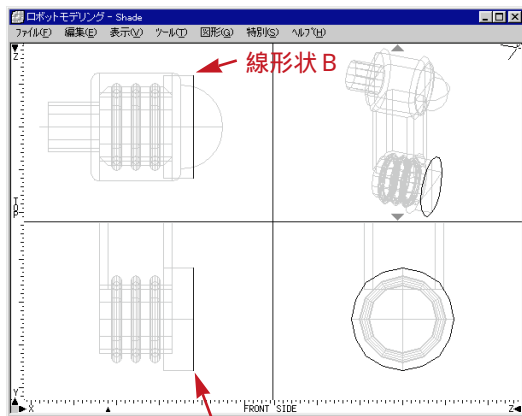 ロボットモデリング - Shade
ファイル(F) 編集(E) 表示(V) ツール(T) 図形(G) 特別(S) ヘルプ(H)
線形状B
Z
TOP
Y
X FRONT SIDE Z